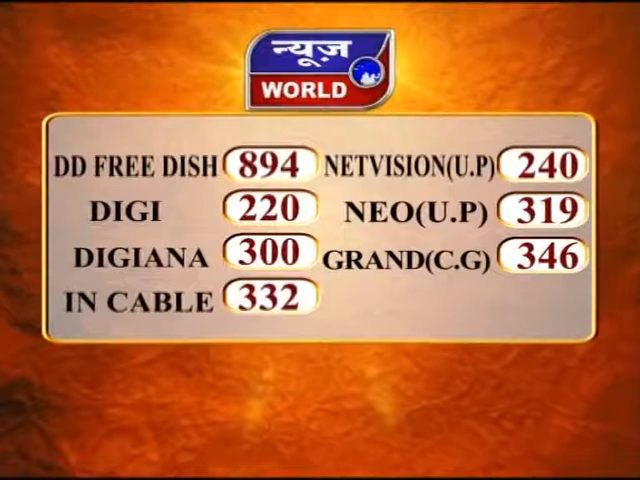 न्यूज़
WORLD
DD FREE DISH 894
DIGI 220
DIGIANA 300
IN CABLE 332
NETVISION(U.P) 240
NEO(U.P) 319
GRAND(C.G) 346